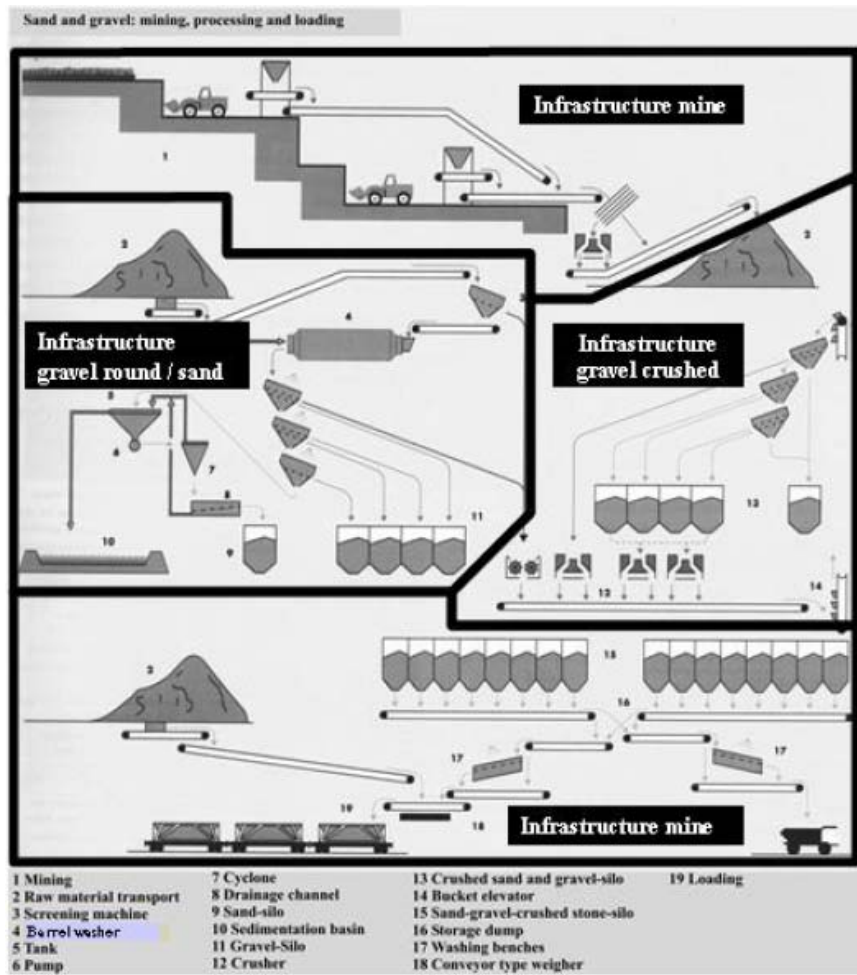 Sand and gravel: mining, processing and loading
Infrastructure mine
1
2
2
3
4
Infrastructure
gravel round / sand
Infrastructure
gravel crushed
5
6
7
8
9
10
11
13
12
14
2
15
16
17
17
19
18
Infrastructure mine
1 Mining
2 Raw material transport
3 Screening machine
4 Barrel washer
5 Tank
6 Pump
7 Cyclone
8 Drainage channel
9 Sand-silo
10 Sedimentation basin
11 Gravel-Silo
12 Crusher
13 Crushed sand and gravel-silo
14 Bucket elevator
15 Sand-gravel-crushed stone-silo
16 Storage dump
17 Washing benches
18 Conveyor type weigher
19 Loading